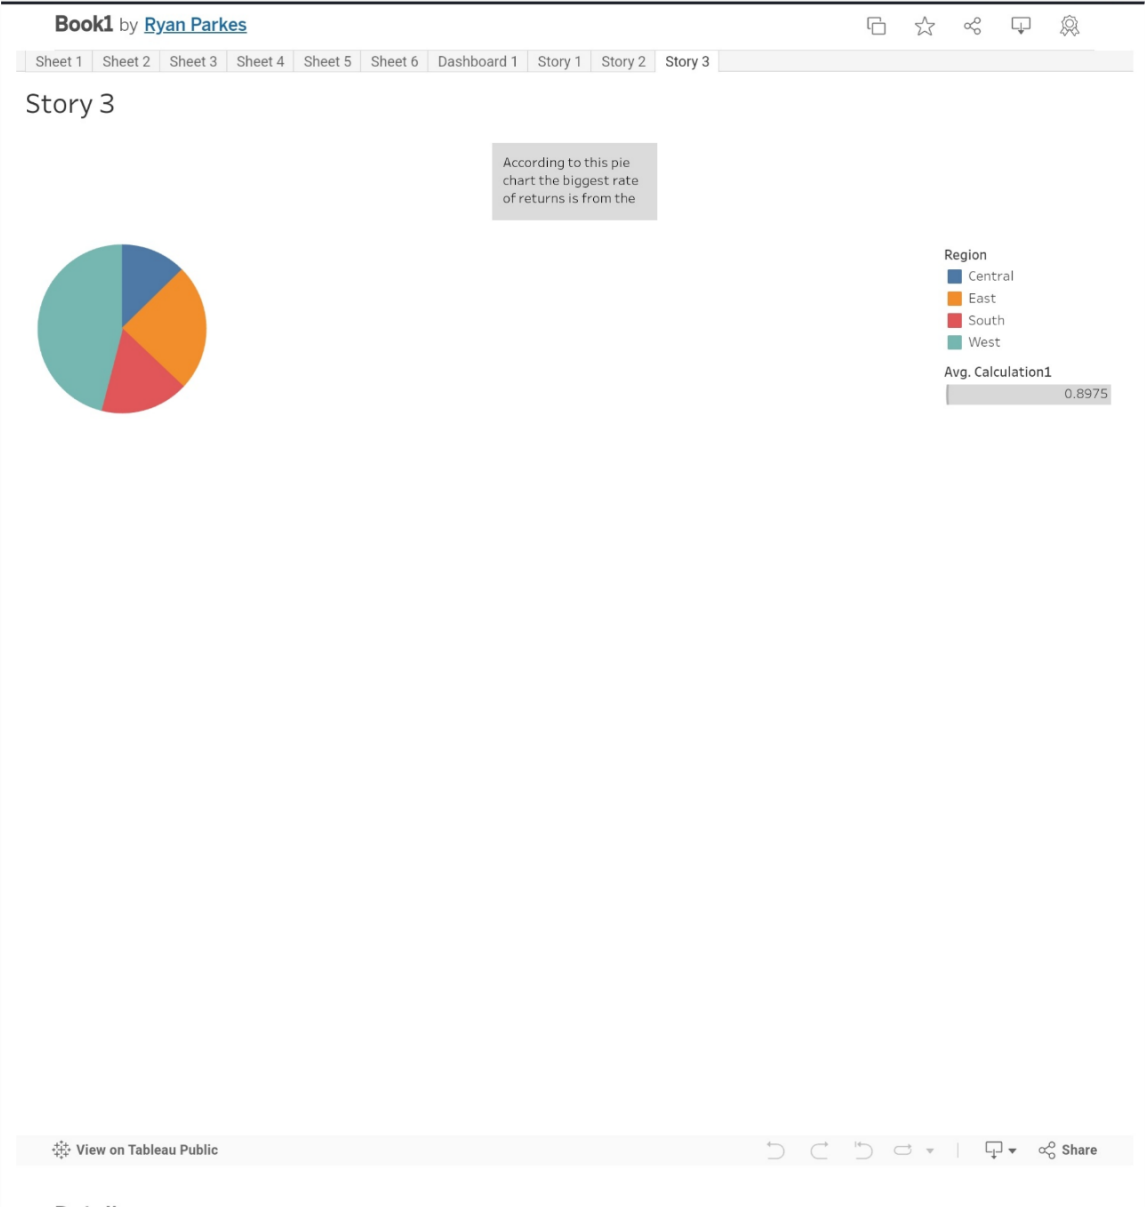 Book1 by Ryan Parkes
Sheet 1 Sheet 2 Sheet 3 Sheet 4 Sheet 5 Sheet 6 Dashboard 1 Story 1 Story 2 Story 3
Story 3
According to this pie
chart the biggest rate
of returns is from the
Region
Central
East
South
West
Avg. Calculation1
0.8975
View on Tableau Public
Share